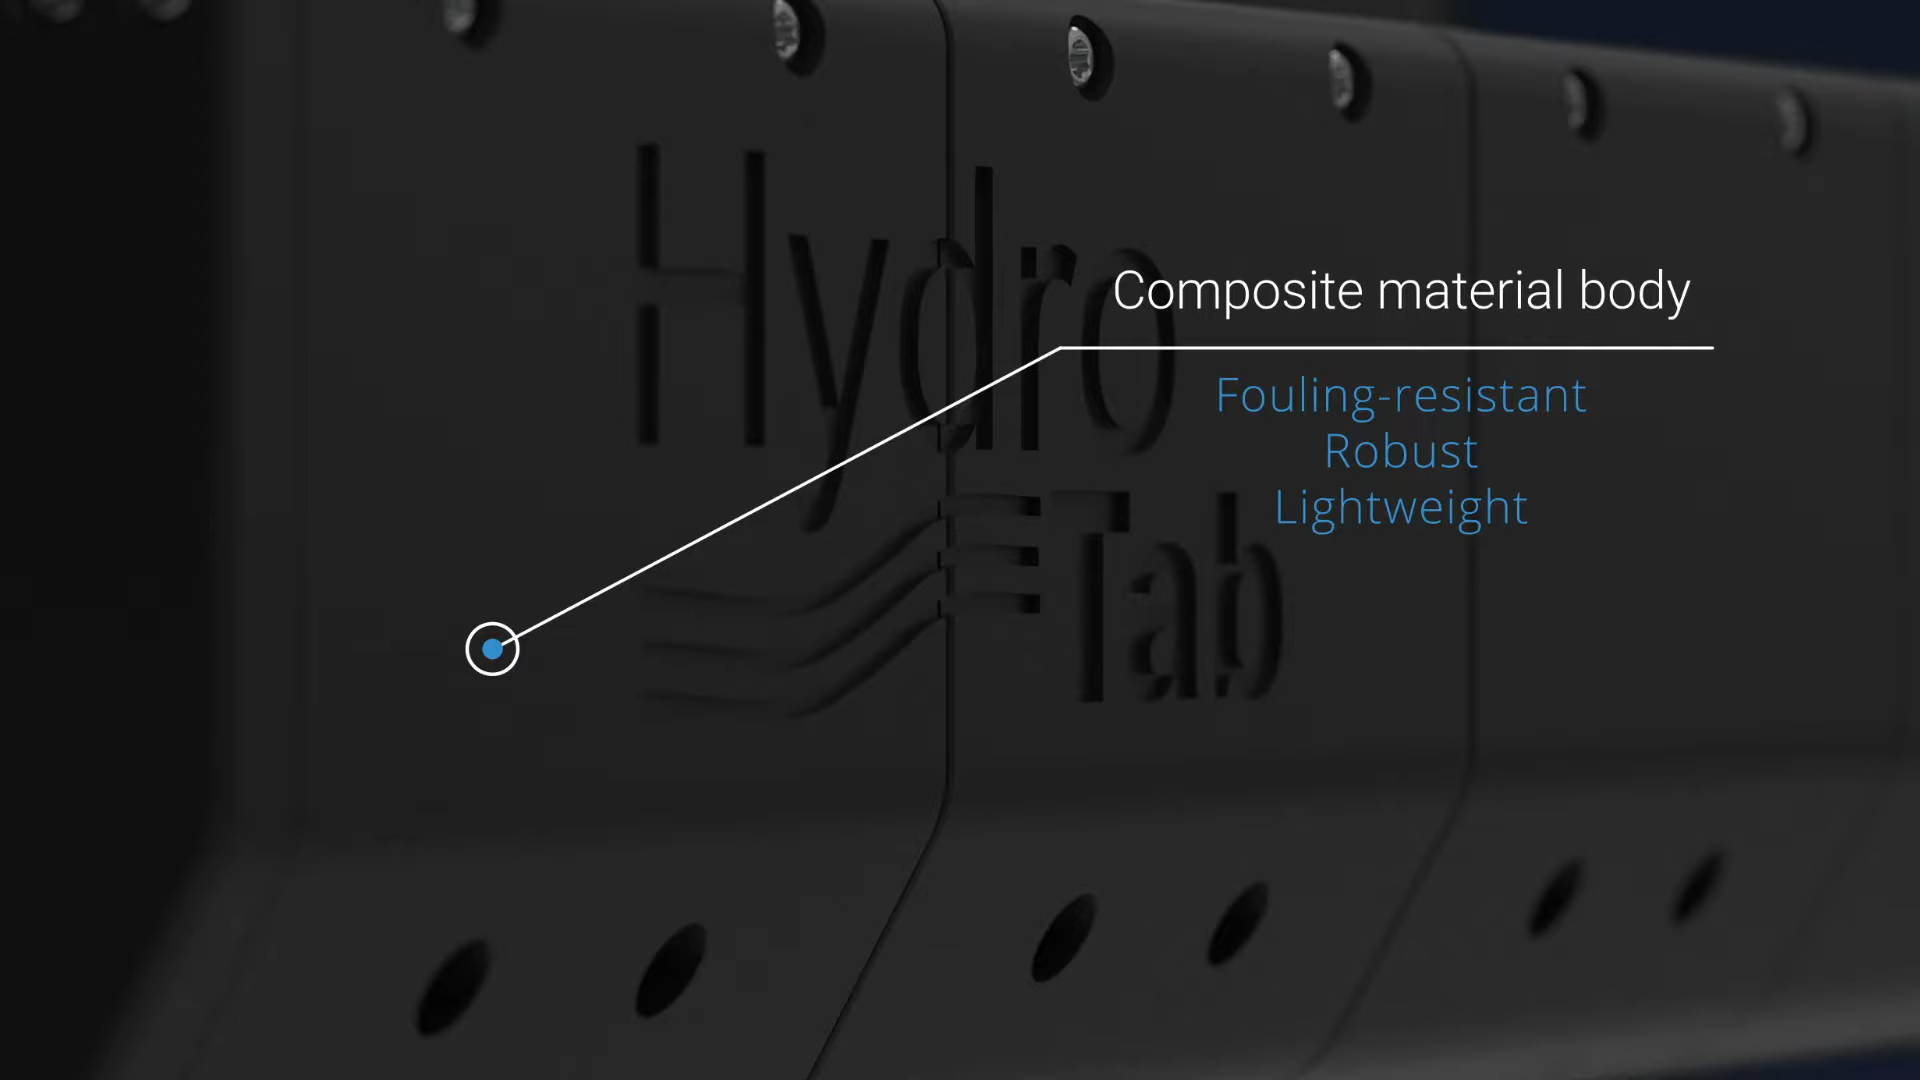 Hydro
Tab
Composite material body
Fouling-resistant
Robust
Lightweight